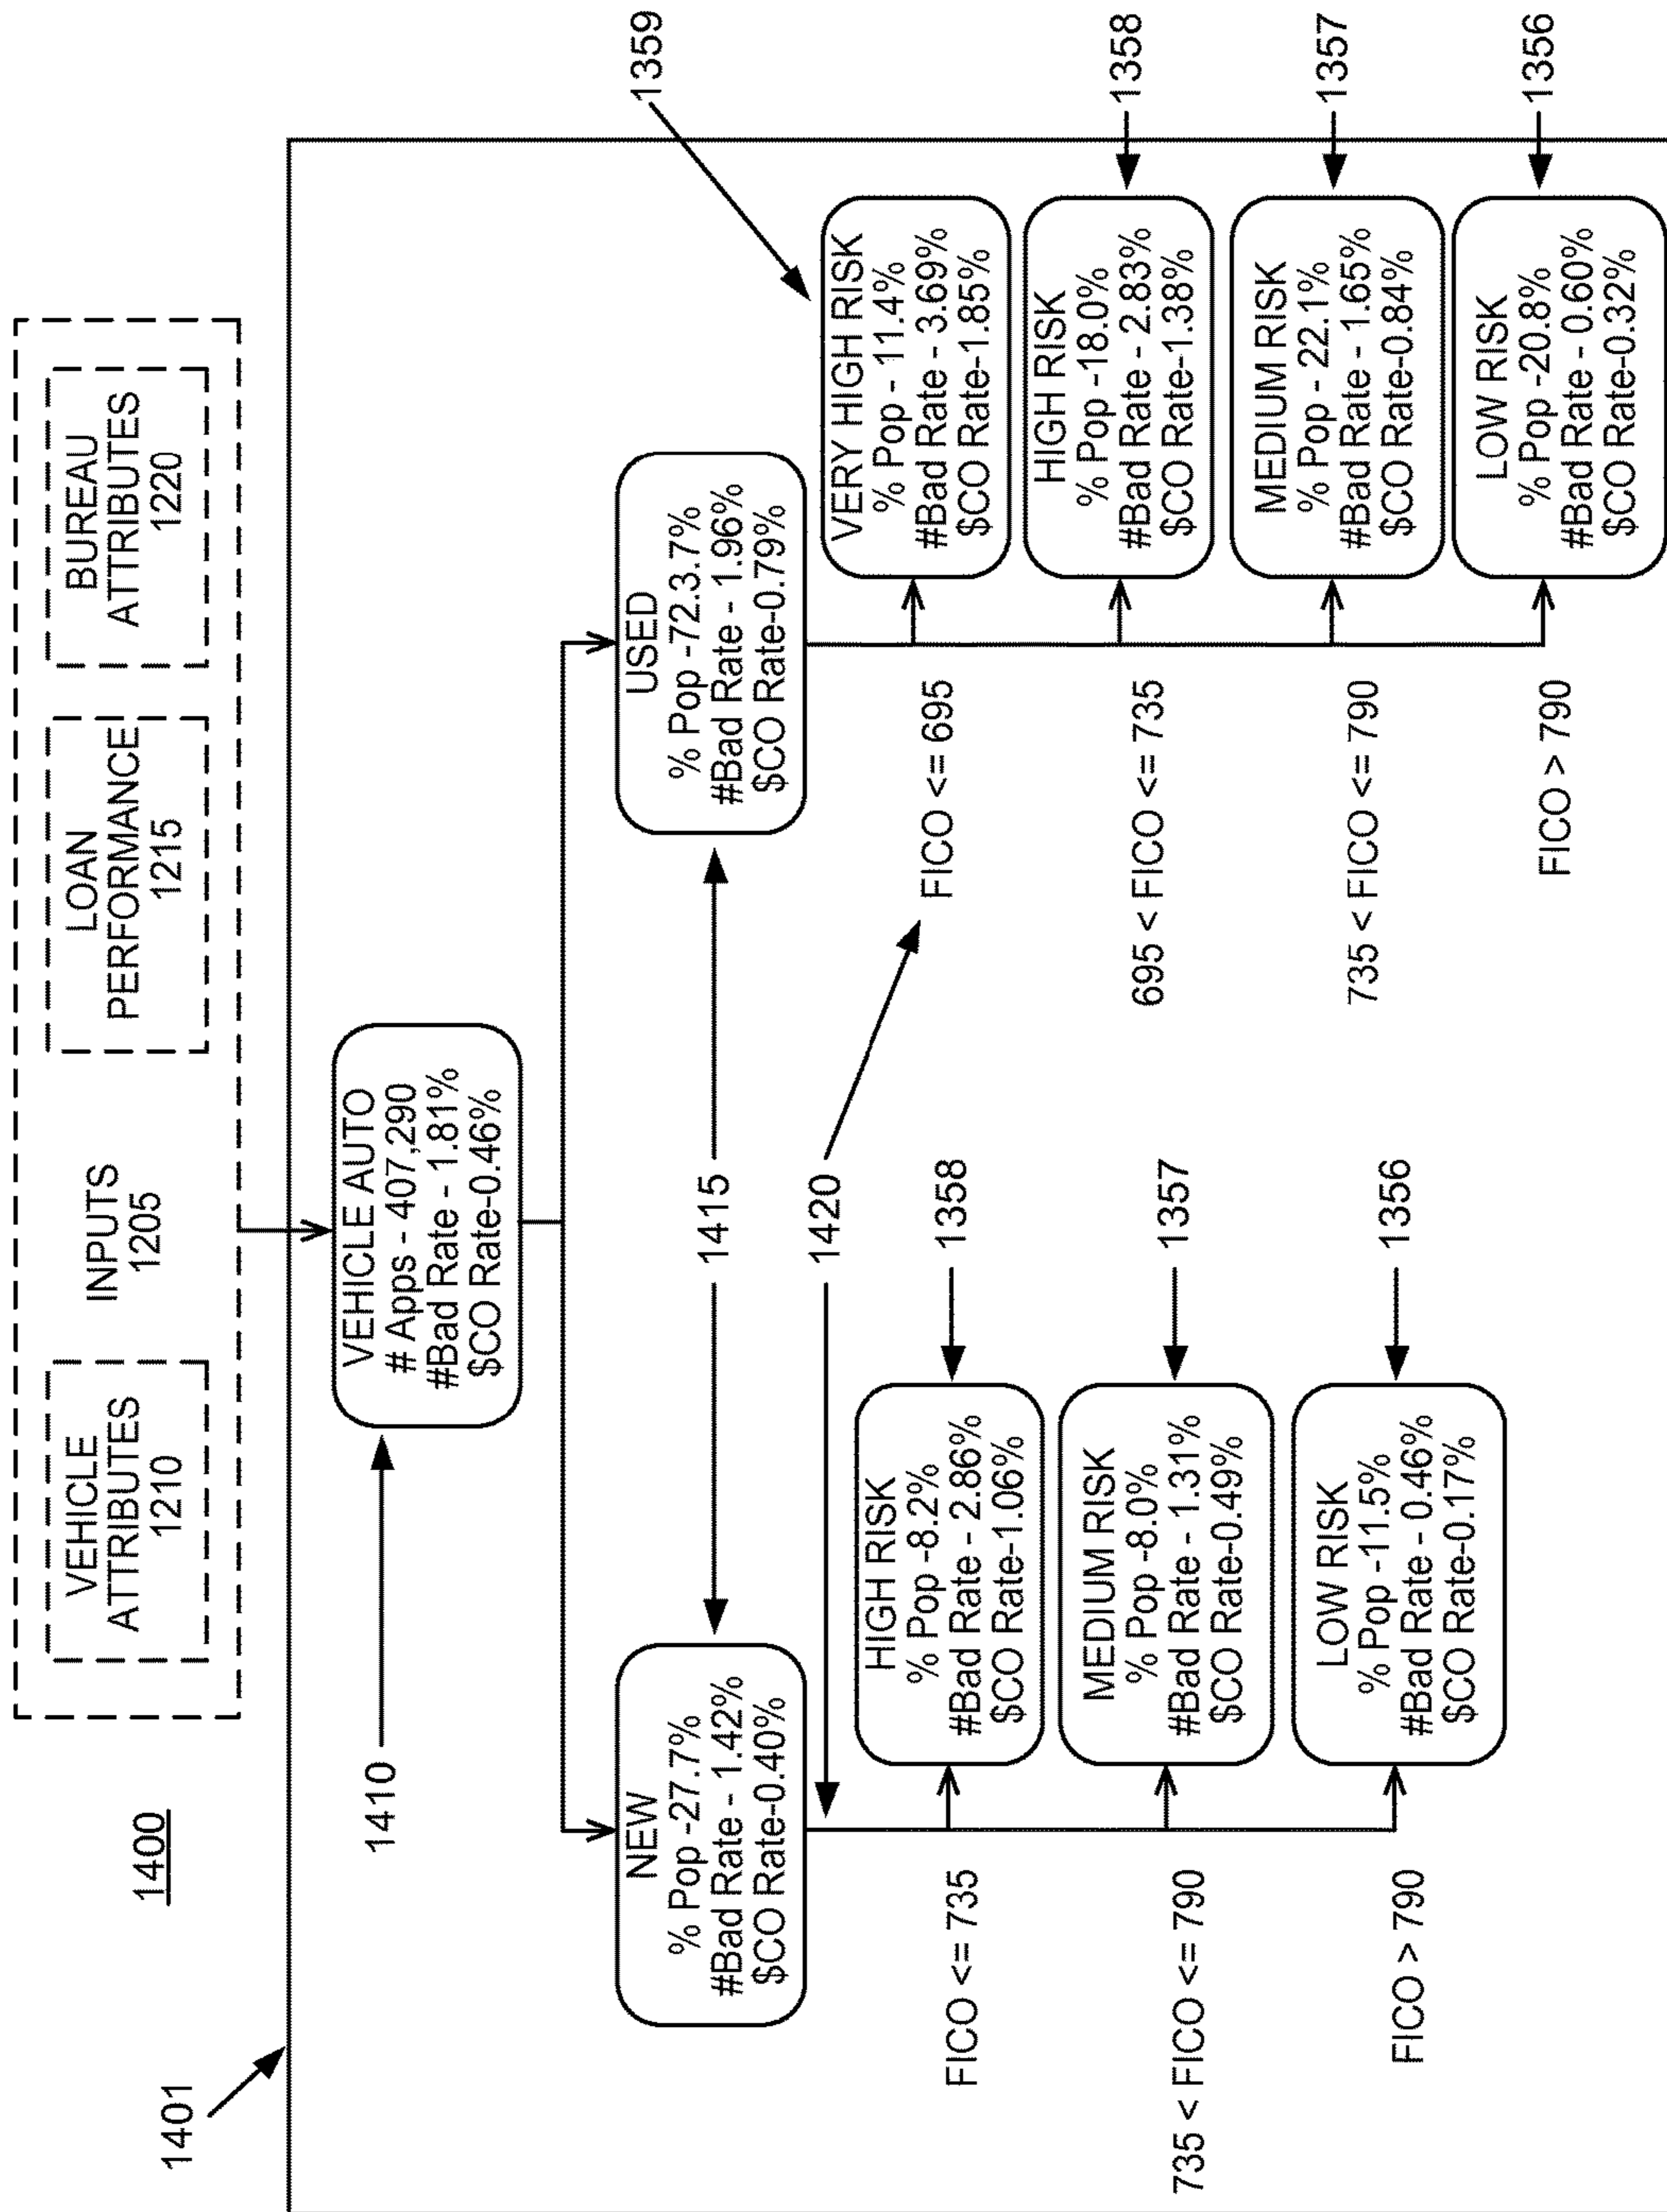 1400
1401
VEHICLE
ATTRIBUTES
1210
INPUTS
1205
LOAN
PERFORMANCE
1215
BUREAU
ATTRIBUTES
1220
1410
VEHICLE AUTO
# Apps - 407,290
#Bad Rate - 1.81%
$CO Rate-0.46%
NEW
% Pop -27.7%
#Bad Rate - 1.42%
$CO Rate-0.40%
1415
USED
% Pop -72.3.7%
#Bad Rate - 1.96%
$CO Rate-0.79%
1420
FICO <= 735
HIGH RISK
% Pop -8.2%
#Bad Rate - 2.86%
$CO Rate-1.06%
1358
735 < FICO <= 790
MEDIUM RISK
% Pop -8.0%
#Bad Rate - 1.31%
$CO Rate-0.49%
1357
FICO > 790
LOW RISK
% Pop -11.5%
#Bad Rate - 0.46%
$CO Rate-0.17%
1356
FICO <= 695
VERY HIGH RISK
% Pop - 11.4%
#Bad Rate - 3.69%
$CO Rate-1.85%
1359
695 < FICO <= 735
HIGH RISK
% Pop -18.0%
#Bad Rate - 2.83%
$CO Rate-1.38%
1358
735 < FICO <= 790
MEDIUM RISK
% Pop - 22.1%
#Bad Rate - 1.65%
$CO Rate-0.84%
1357
FICO > 790
LOW RISK
% Pop -20.8%
#Bad Rate - 0.60%
$CO Rate-0.32%
1356